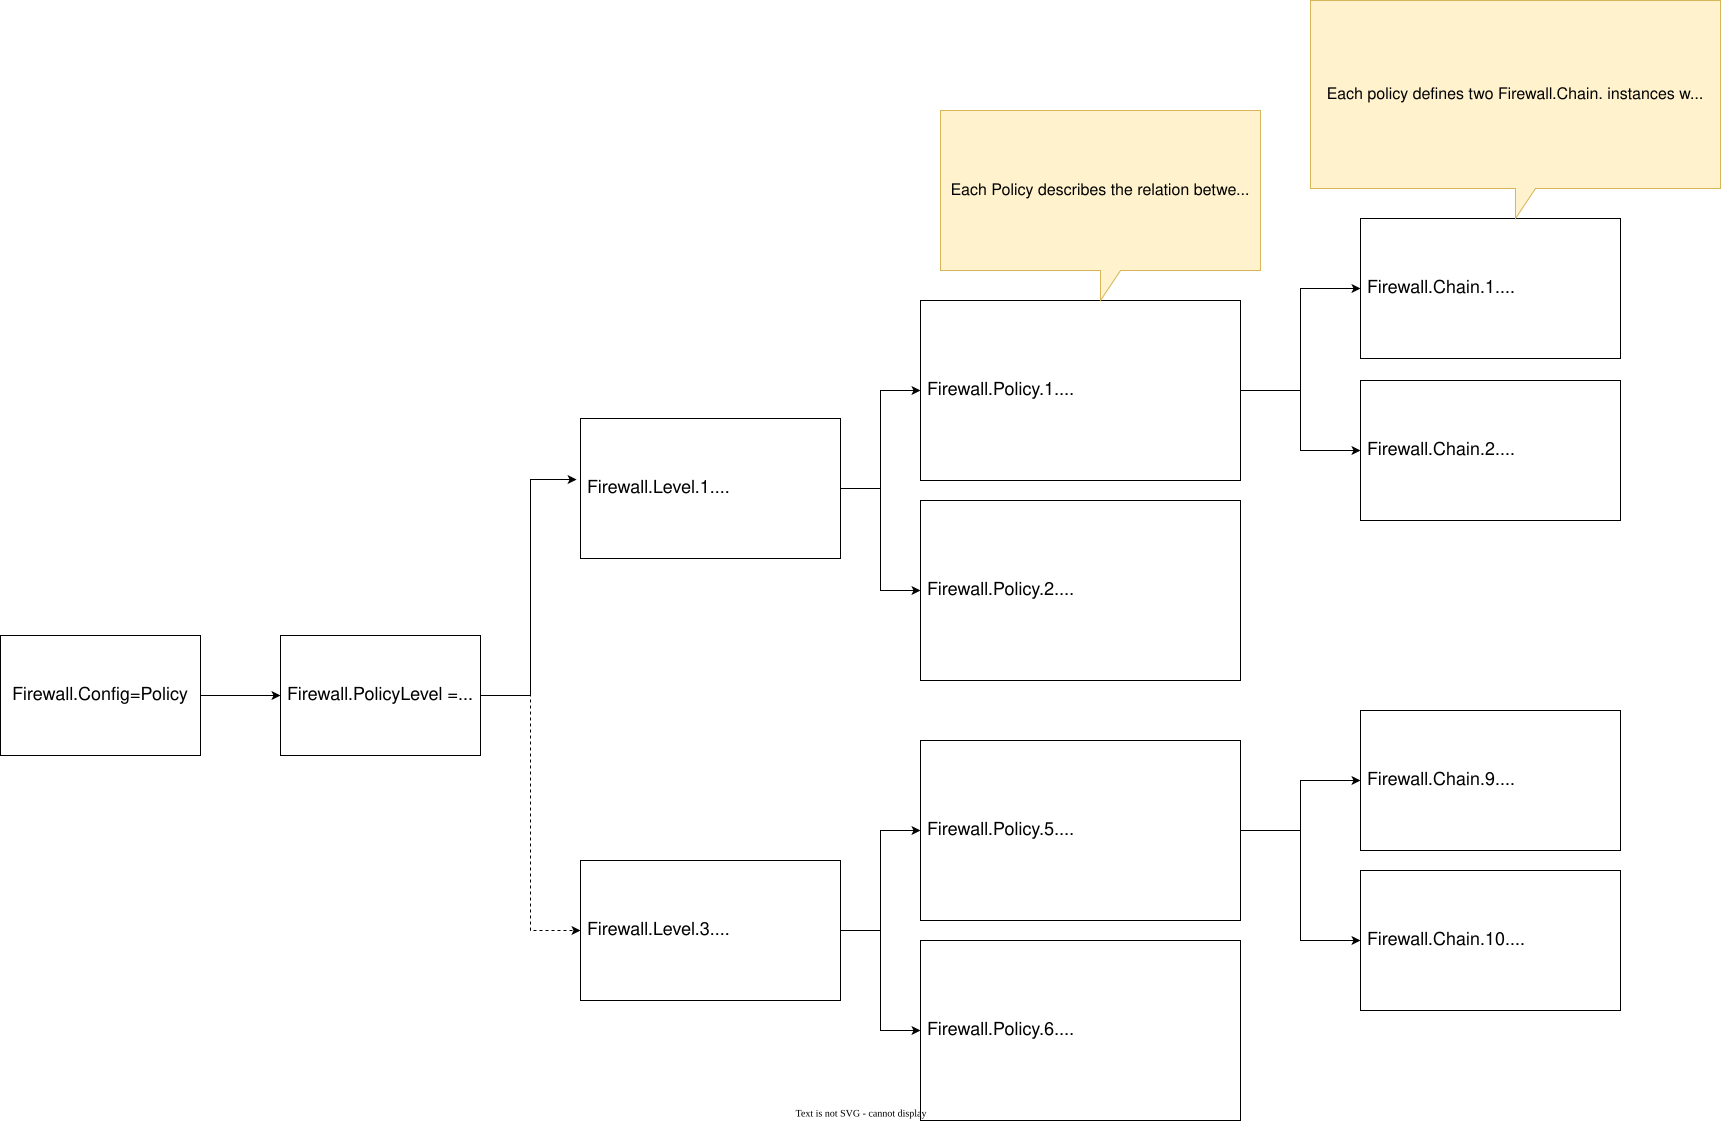 Each policy defines two Firewall.Chain. instances w...
Each Policy describes the relation betwe...
Firewall.Chain.1....
Firewall.Policy.1....
Firewall.Chain.2....
Firewall.Level.1....
Firewall.Policy.2....
Firewall.Config=Policy
Firewall.PolicyLevel =...
Firewall.Chain.9....
Firewall.Policy.5....
Firewall.Level.3....
Firewall.Chain.10....
Firewall.Policy.6....
Text is not SVG - cannot display